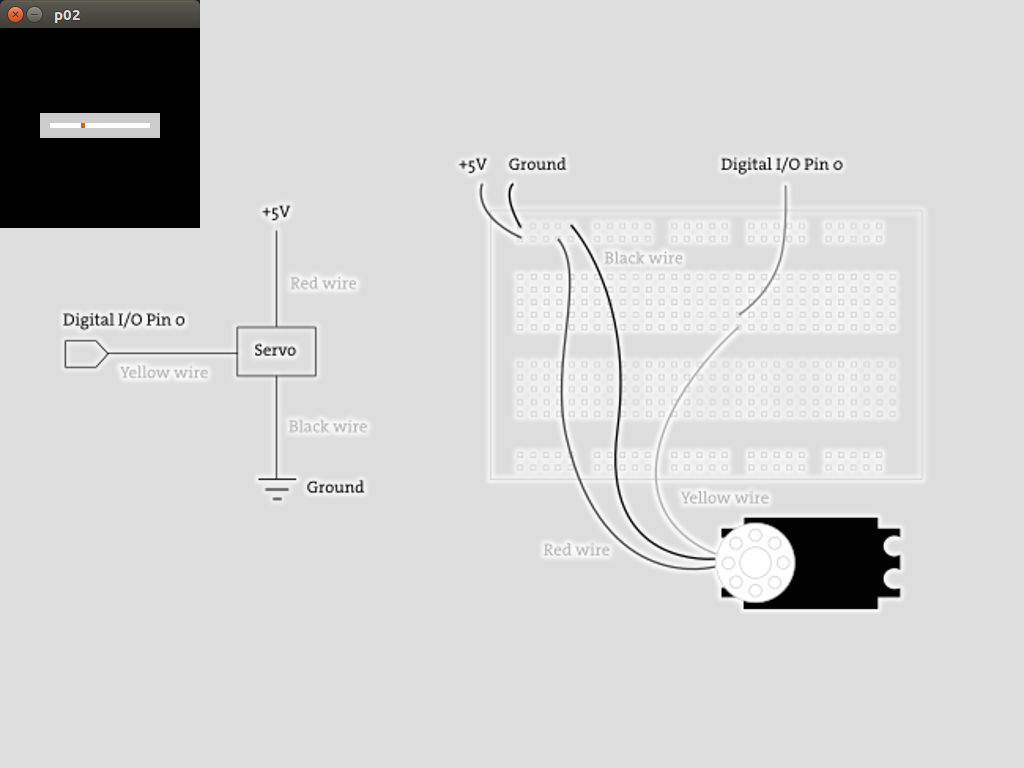 p02
+5V
Red wire
Digital I/O Pin 0
Servo
Yellow wire
Black wire
Ground
+5V
Ground
Digital I/O Pin 0
Black wire
Yellow wire
Red wire